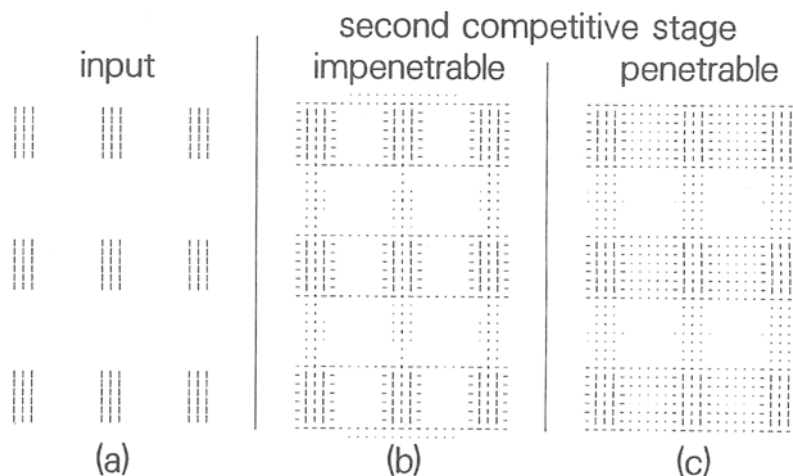 second competitive stage
input
impenetrable
penetrable
(a)
(b)
(c)